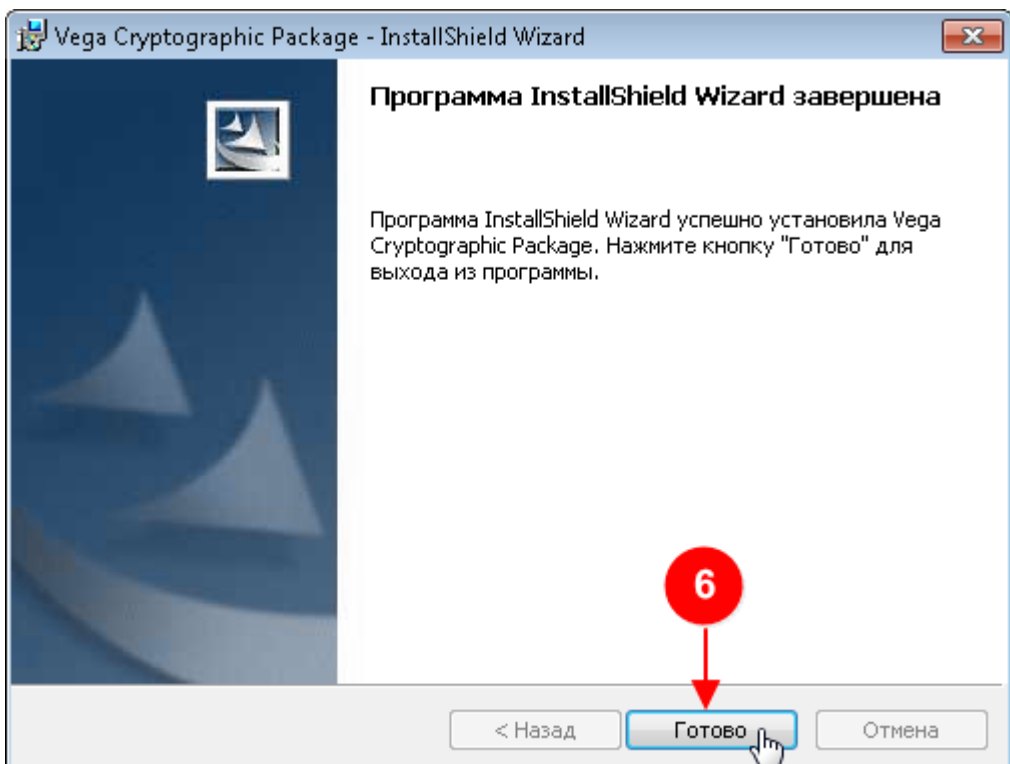 Vega Cryptographic Package - InstallShield Wizard
Программа InstallShield Wizard завершена
Программа InstallShield Wizard успешно установила Vega
Cryptographic Package. Нажмите кнопку "Готово" для
выхода из программы.
6
< Назад
Готово
Отмена